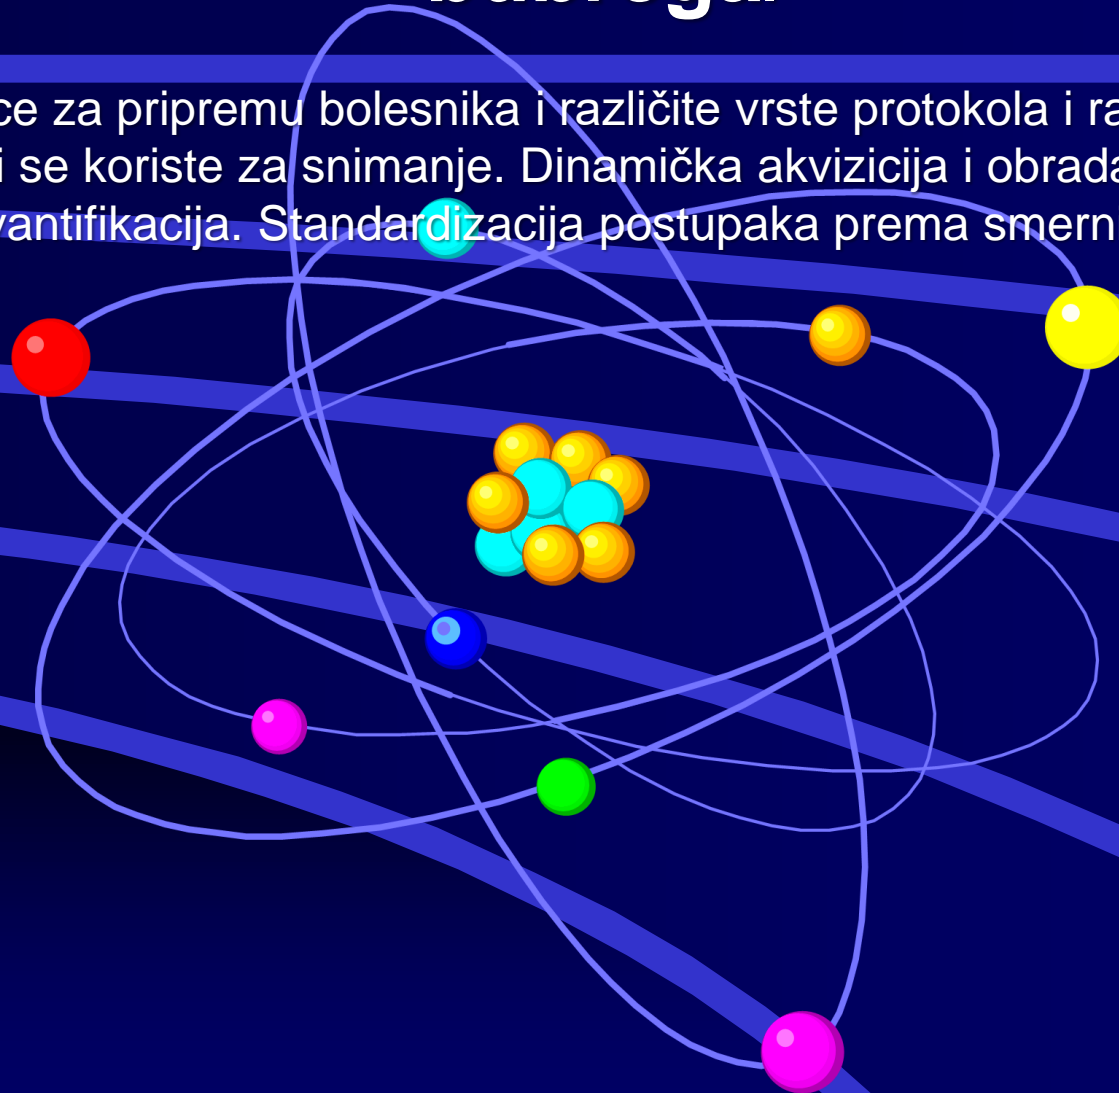 bubrega.
ce za pripremu bolesnika i različite vrste protokola i ra
i se koriste za snimanje. Dinamička akvizicija i obrada
vantifikacija. Standardizacija postupaka prema smern